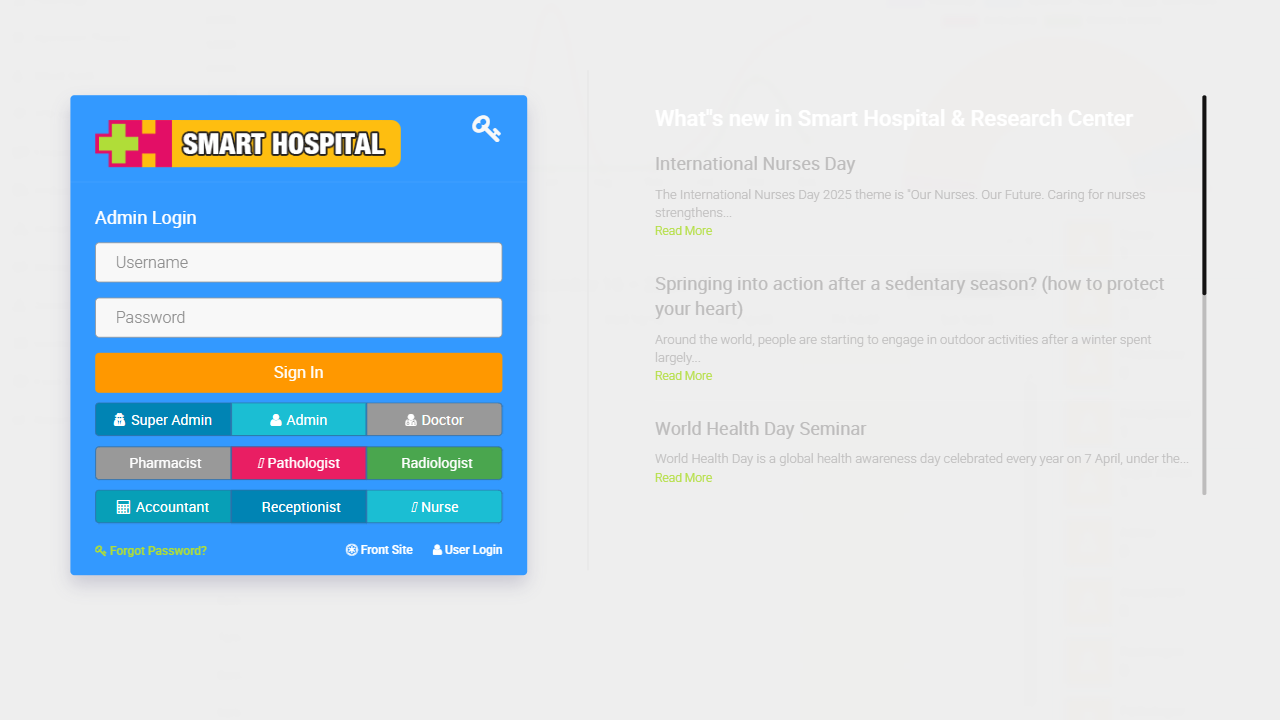 SMART HOSPITAL
Admin Login
Username
Password
Sign In
Super Admin
Admin
Doctor
Pharmacist
Pathologist
Radiologist
Accountant
Receptionist
Nurse
Forgot Password?
Front Site
User Login
What"s new in Smart Hospital & Research Center
International Nurses Day
The International Nurses Day 2025 theme is "Our Nurses. Our Future. Caring for nurses
strengthens...
Read More
Springing into action after a sedentary season? (how to protect
your heart)
Around the world, people are starting to engage in outdoor activities after a winter spent
largely...
Read More
World Health Day Seminar
World Health Day is a global health awareness day celebrated every year on 7 April, under the...
Read More